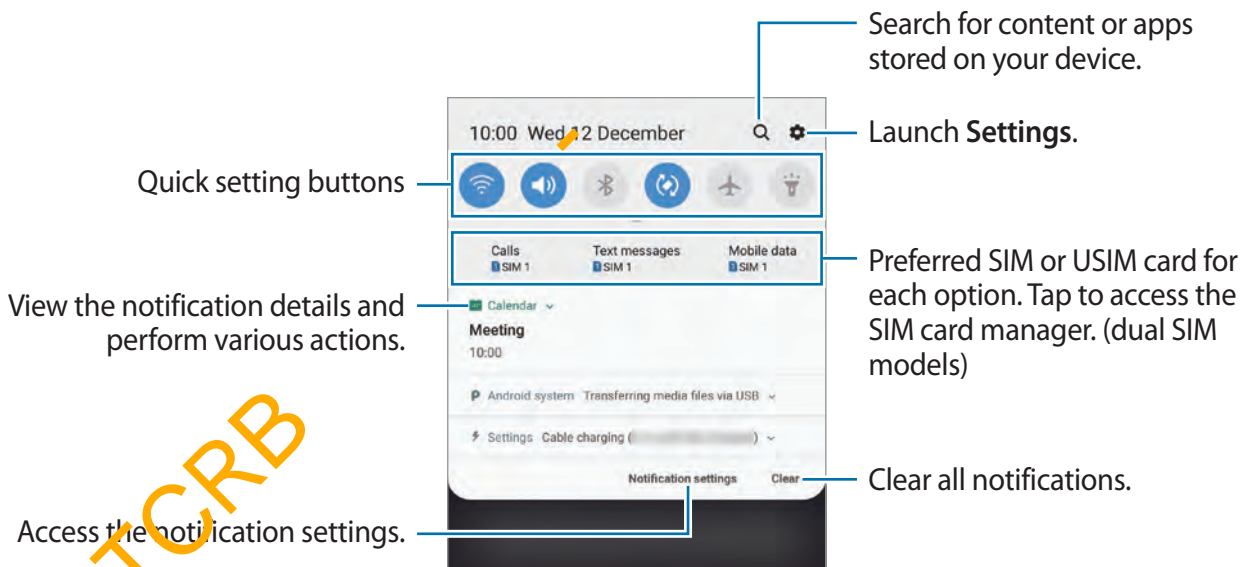 Search for content or apps
stored on your device.
10:00 Wed 12 December
Launch Settings.
Quick setting buttons
Calls
Text messages
Mobile data
SIM 1
SIM 1
SIM 1
Preferred SIM or USIM card for
each option. Tap to access the
SIM card manager. (dual SIM
models)
View the notification details and
perform various actions.
Calendar
Meeting
10:00
Android system Transferring media files via USB
Settings Cable charging ( )
Notification settings
Clear
Clear all notifications.
Access the notification settings.
TCRB